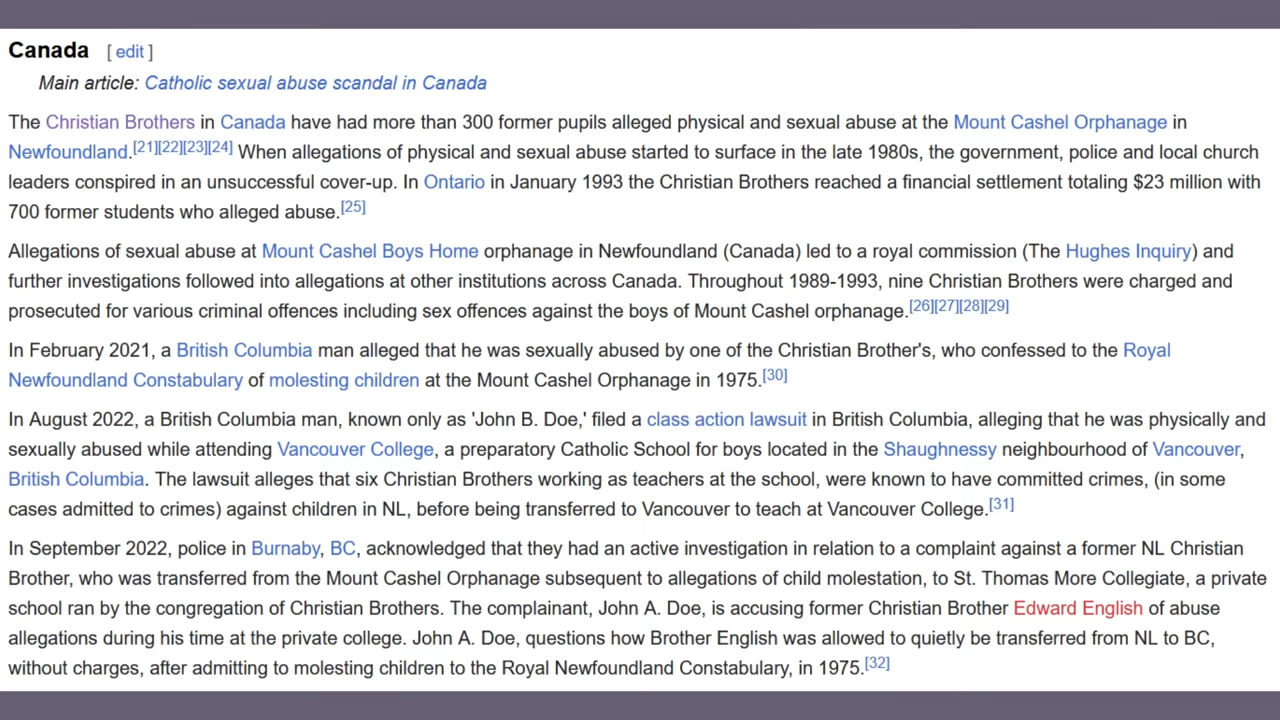 Canada [ edit ]
Main article: Catholic sexual abuse scandal in Canada
The Christian Brothers in Canada have had more than 300 former pupils alleged physical and sexual abuse at the Mount Cashel Orphanage in
Newfoundland.[21][22][23][24] When allegations of physical and sexual abuse started to surface in the late 1980s, the government, police and local church
leaders conspired in an unsuccessful cover-up. In Ontario in January 1993 the Christian Brothers reached a financial settlement totaling $23 million with
700 former students who alleged abuse.[25]
Allegations of sexual abuse at Mount Cashel Boys Home orphanage in Newfoundland (Canada) led to a royal commission (The Hughes Inquiry) and
further investigations followed into allegations at other institutions across Canada. Throughout 1989-1993, nine Christian Brothers were charged and
prosecuted for various criminal offences including sex offences against the boys of Mount Cashel orphanage.[26][27][28][29]
In February 2021, a British Columbia man alleged that he was sexually abused by one of the Christian Brother's, who confessed to the Royal
Newfoundland Constabulary of molesting children at the Mount Cashel Orphanage in 1975.[30]
In August 2022, a British Columbia man, known only as 'John B. Doe,' filed a class action lawsuit in British Columbia, alleging that he was physically and
sexually abused while attending Vancouver College, a preparatory Catholic School for boys located in the Shaughnessy neighbourhood of Vancouver,
British Columbia. The lawsuit alleges that six Christian Brothers working as teachers at the school, were known to have committed crimes, (in some
cases admitted to crimes) against children in NL, before being transferred to Vancouver to teach at Vancouver College.[31]
In September 2022, police in Burnaby, BC, acknowledged that they had an active investigation in relation to a complaint against a former NL Christian
Brother, who was transferred from the Mount Cashel Orphanage subsequent to allegations of child molestation, to St. Thomas More Collegiate, a private
school ran by the congregation of Christian Brothers. The complainant, John A. Doe, is accusing former Christian Brother Edward English of abuse
allegations during his time at the private college. John A. Doe, questions how Brother English was allowed to quietly be transferred from NL to BC,
without charges, after admitting to molesting children to the Royal Newfoundland Constabulary, in 1975.[32]